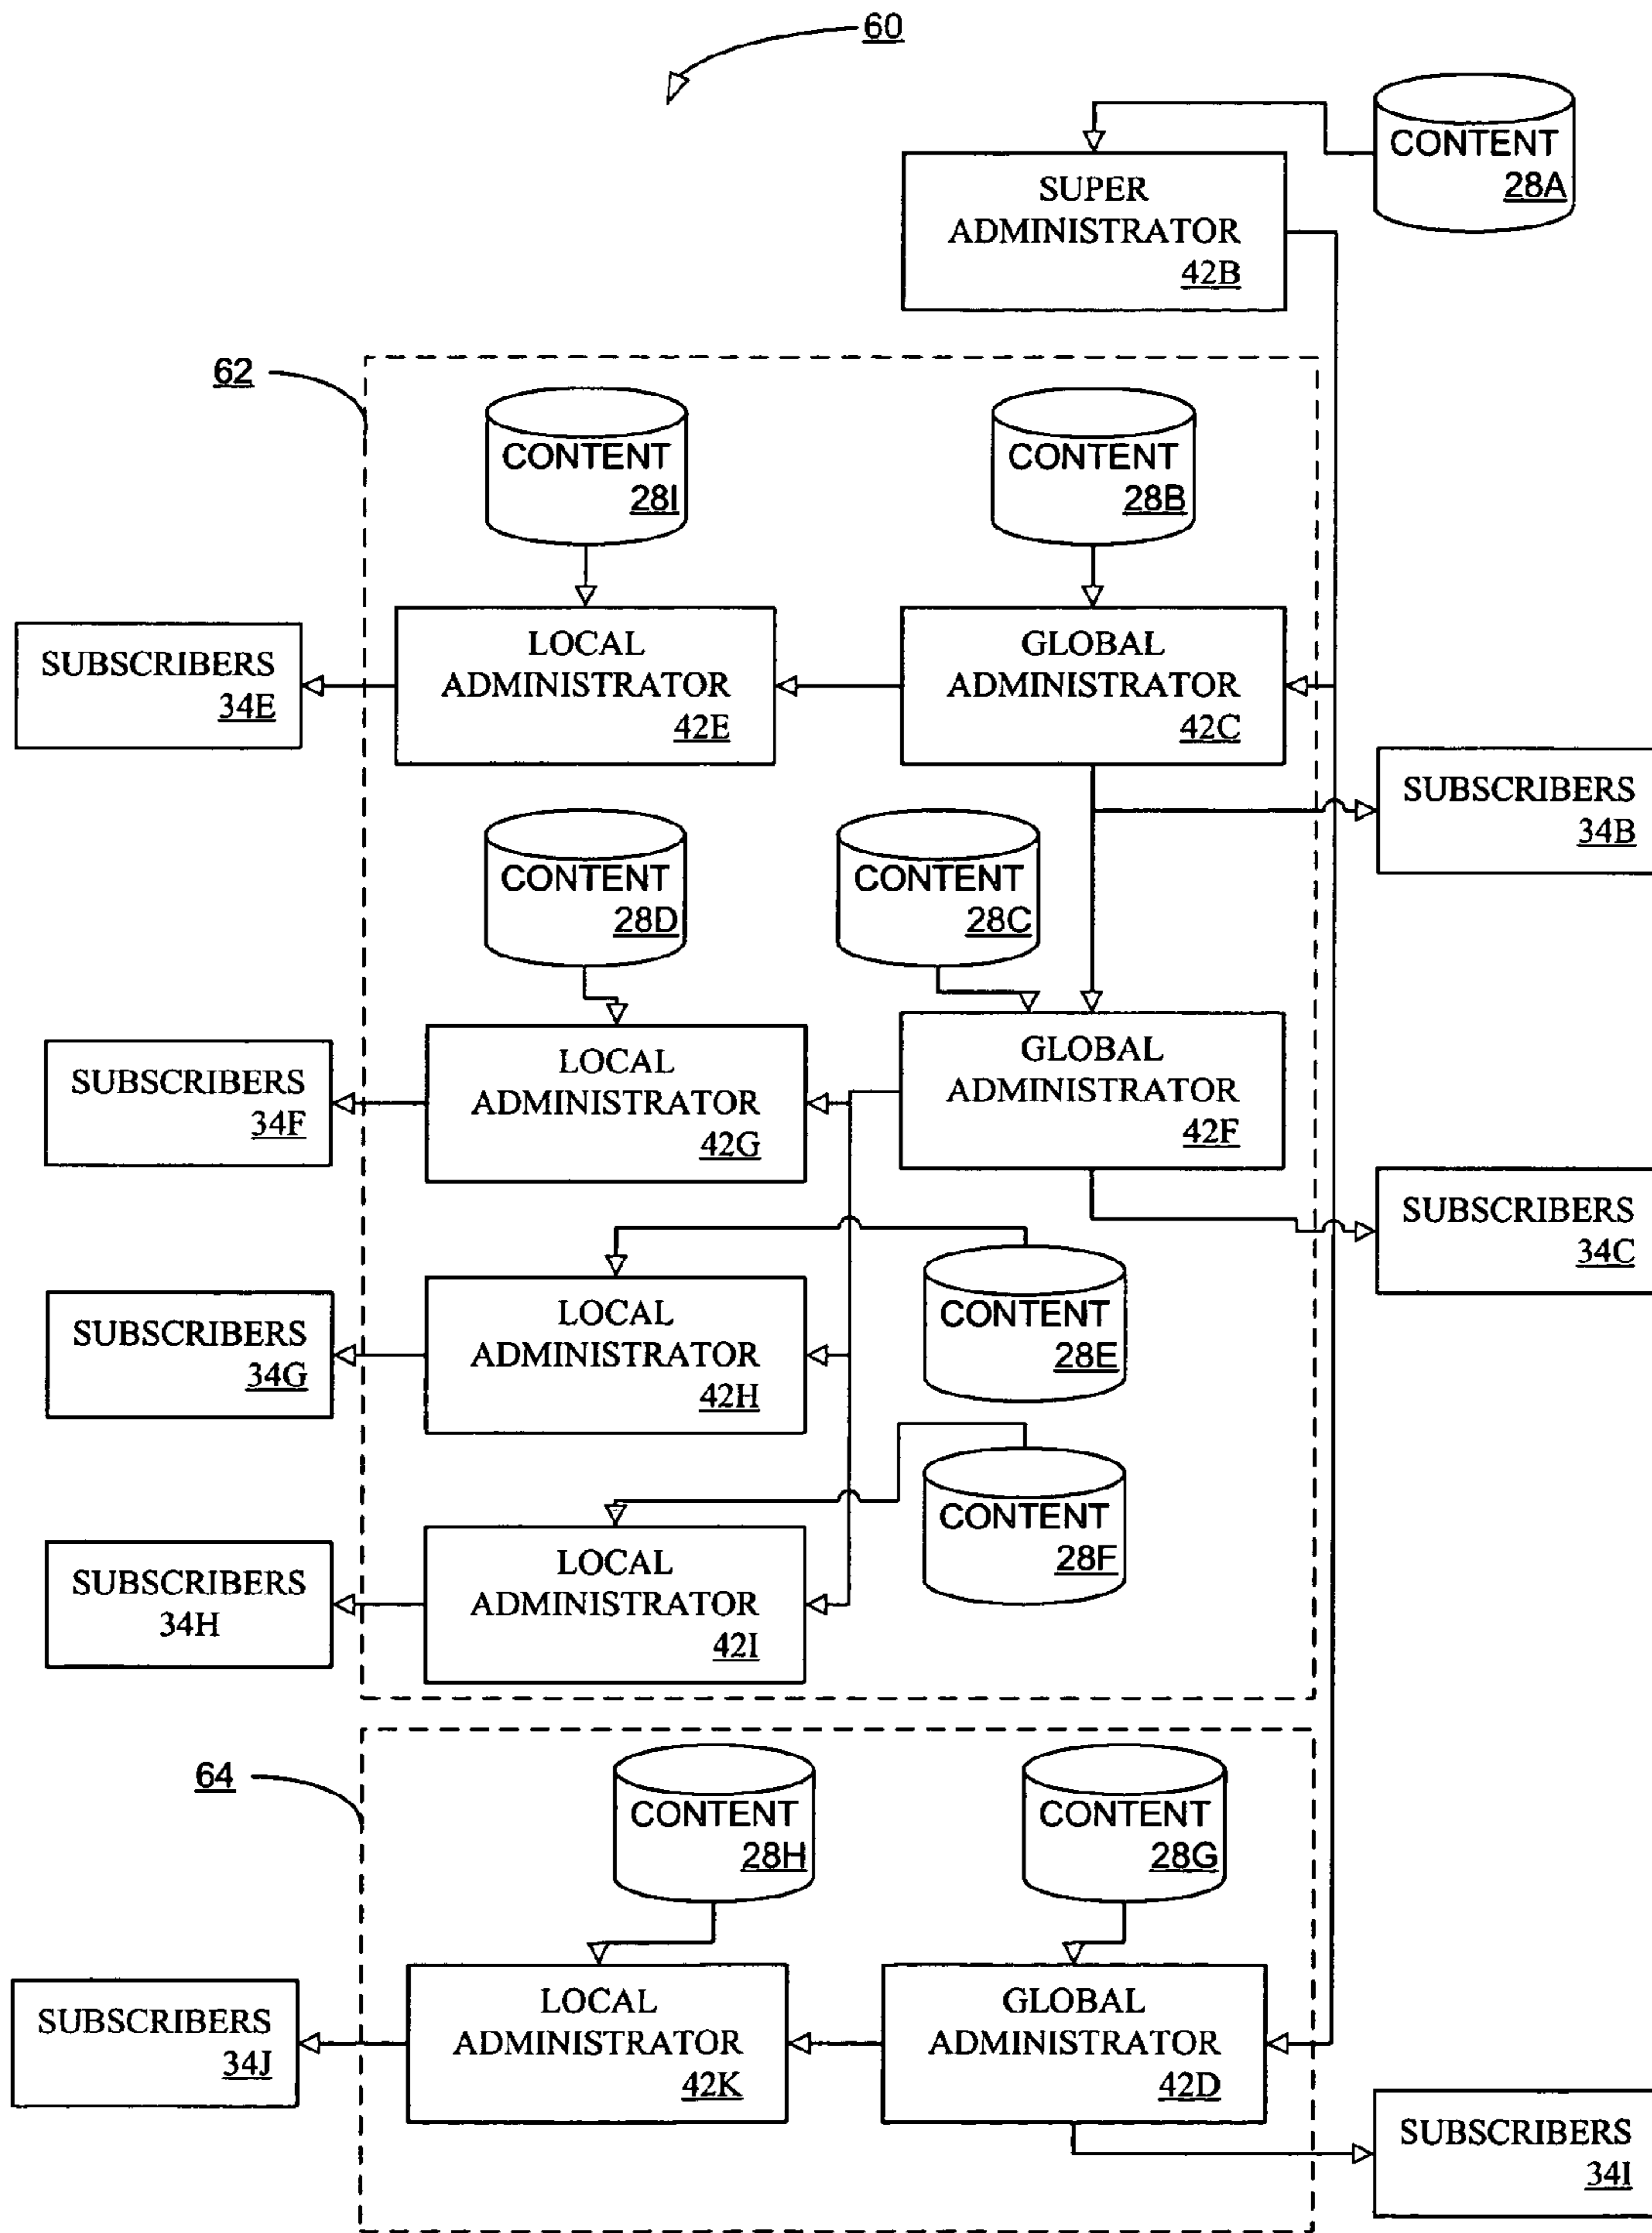 60
CONTENT
28A
SUPER
ADMINISTRATOR
42B
62
CONTENT
28I
CONTENT
28B
SUBSCRIBERS
34E
LOCAL
ADMINISTRATOR
42E
GLOBAL
ADMINISTRATOR
42C
SUBSCRIBERS
34B
CONTENT
28D
CONTENT
28C
SUBSCRIBERS
34F
LOCAL
ADMINISTRATOR
42G
GLOBAL
ADMINISTRATOR
42F
SUBSCRIBERS
34C
SUBSCRIBERS
34G
LOCAL
ADMINISTRATOR
42H
CONTENT
28E
CONTENT
28F
SUBSCRIBERS
34H
LOCAL
ADMINISTRATOR
42I
64
CONTENT
28H
CONTENT
28G
SUBSCRIBERS
34J
LOCAL
ADMINISTRATOR
42K
GLOBAL
ADMINISTRATOR
42D
SUBSCRIBERS
34I